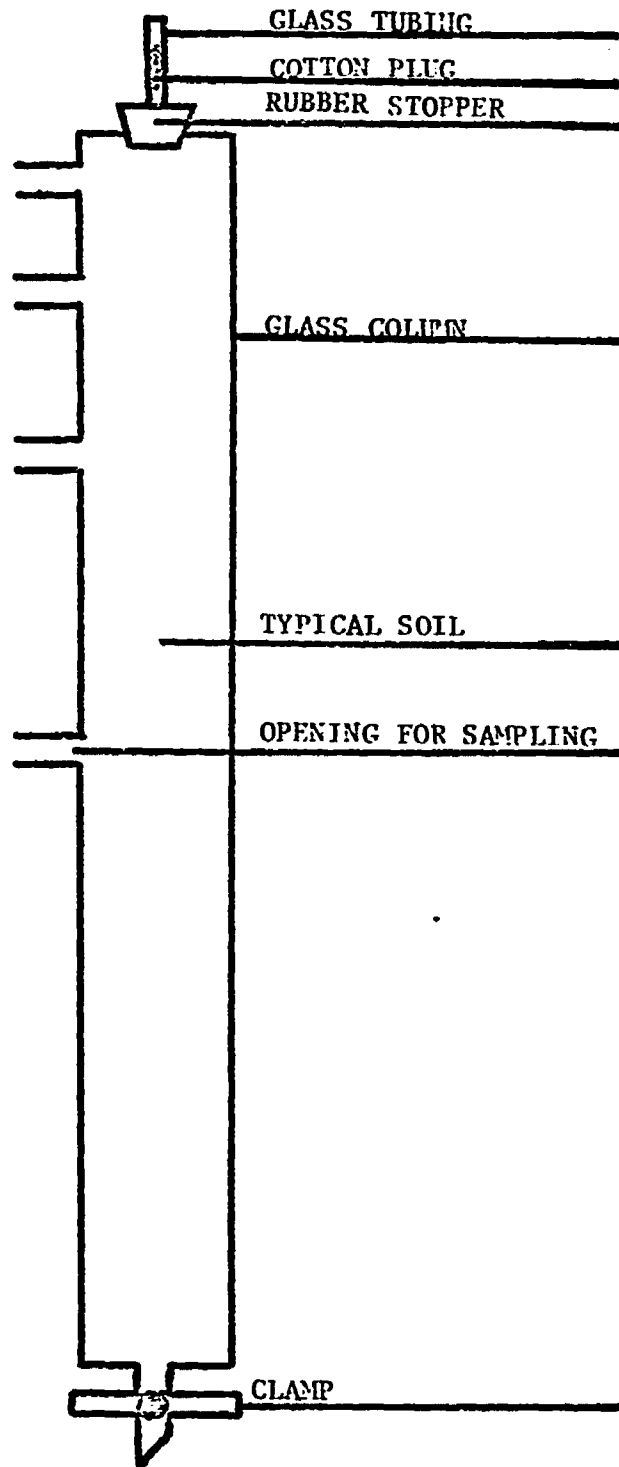 GLASS TUBING
COTTON PLUG
RUBBER STOPPER
GLASS COLUMN
TYPICAL SOIL
OPENING FOR SAMPLING
CLAMP